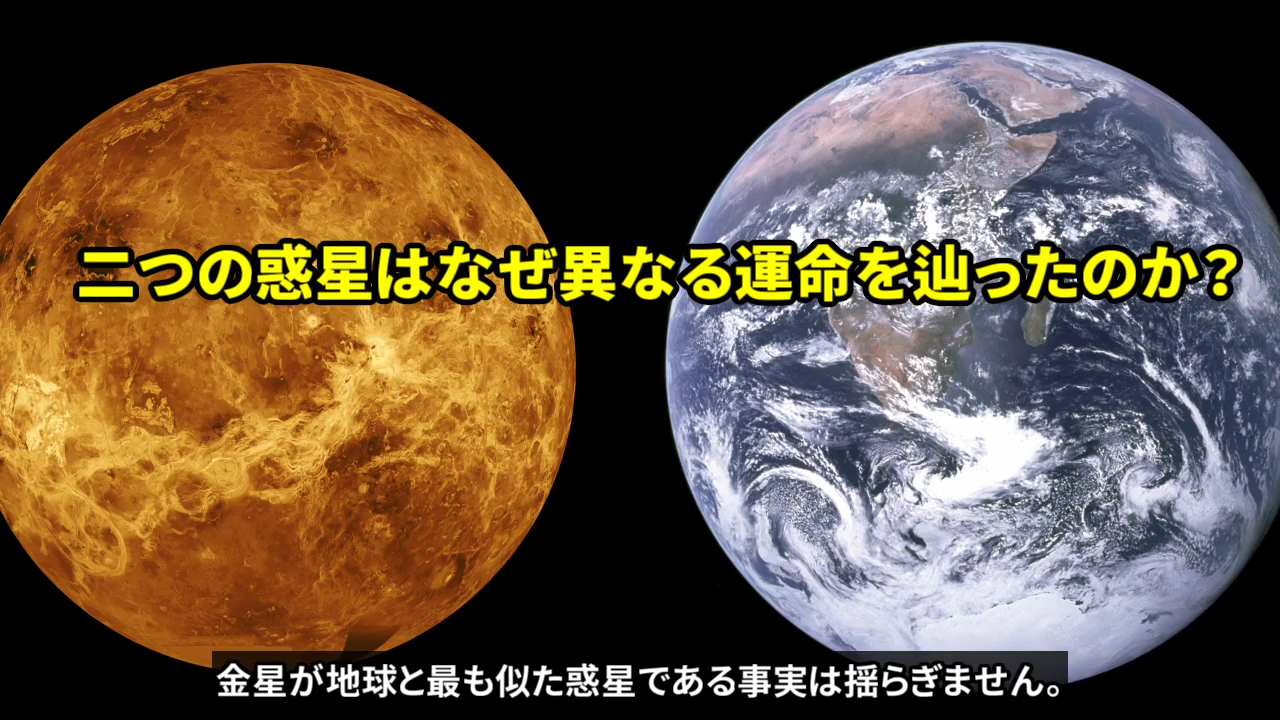 二つの惑星はなぜ異なる運命を辿ったのか？
金星が地球と最も似た惑星である事実は揺らぎません。